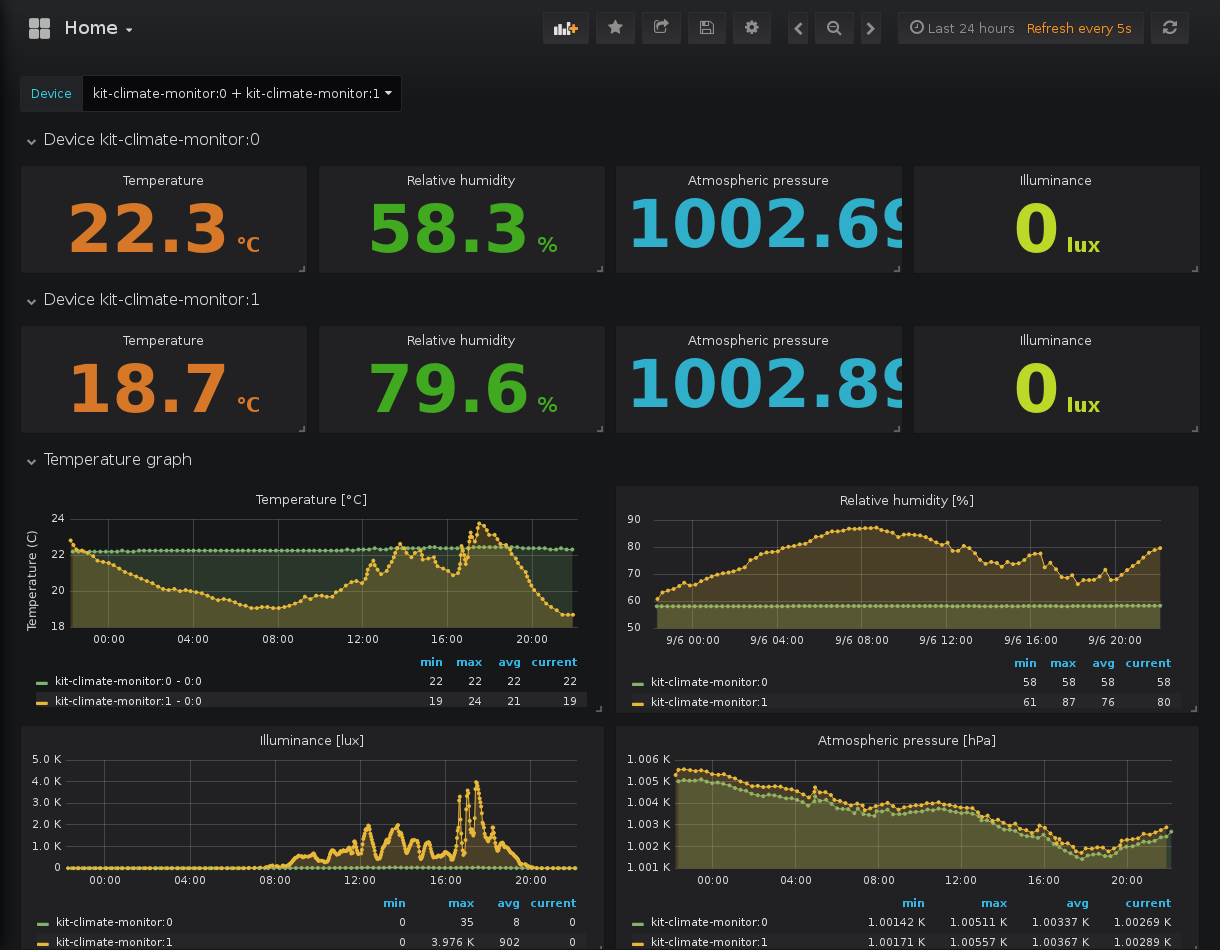 Home
Last 24 hours Refresh every 5s
Device kit-climate-monitor:0 + kit-climate-monitor:1
Device kit-climate-monitor:0
Temperature Relative humidity Atmospheric pressure Illuminance
22.3 °C 58.3 % 1002.69 0 lux
Device kit-climate-monitor:1
Temperature Relative humidity Atmospheric pressure Illuminance
18.7 °C 79.6 % 1002.89 0 lux
Temperature graph
Temperature [°C]
Temperature (C)
24
22
20
18
00:00 04:00 08:00 12:00 16:00 20:00
min max avg current
kit-climate-monitor:0 - 0:0 22 22 22 22
kit-climate-monitor:1 - 0:0 19 24 21 19
Relative humidity [%]
90
80
70
60
50
9/6 00:00 9/6 04:00 9/6 08:00 9/6 12:00 9/6 16:00 9/6 20:00
min max avg current
kit-climate-monitor:0 58 58 58 58
kit-climate-monitor:1 61 87 76 80
Illuminance [lux]
5.0 K
4.0 K
3.0 K
2.0 K
1.0 K
0
00:00 04:00 08:00 12:00 16:00 20:00
min max avg current
kit-climate-monitor:0 0 35 8 0
kit-climate-monitor:1 0 3.976 K 902 0
Atmospheric pressure [hPa]
1.006 K
1.005 K
1.004 K
1.003 K
1.002 K
1.001 K
00:00 04:00 08:00 12:00 16:00 20:00
min max avg current
kit-climate-monitor:0 1.00142 K 1.00511 K 1.00337 K 1.00269 K
kit-climate-monitor:1 1.00171 K 1.00557 K 1.00367 K 1.00289 K